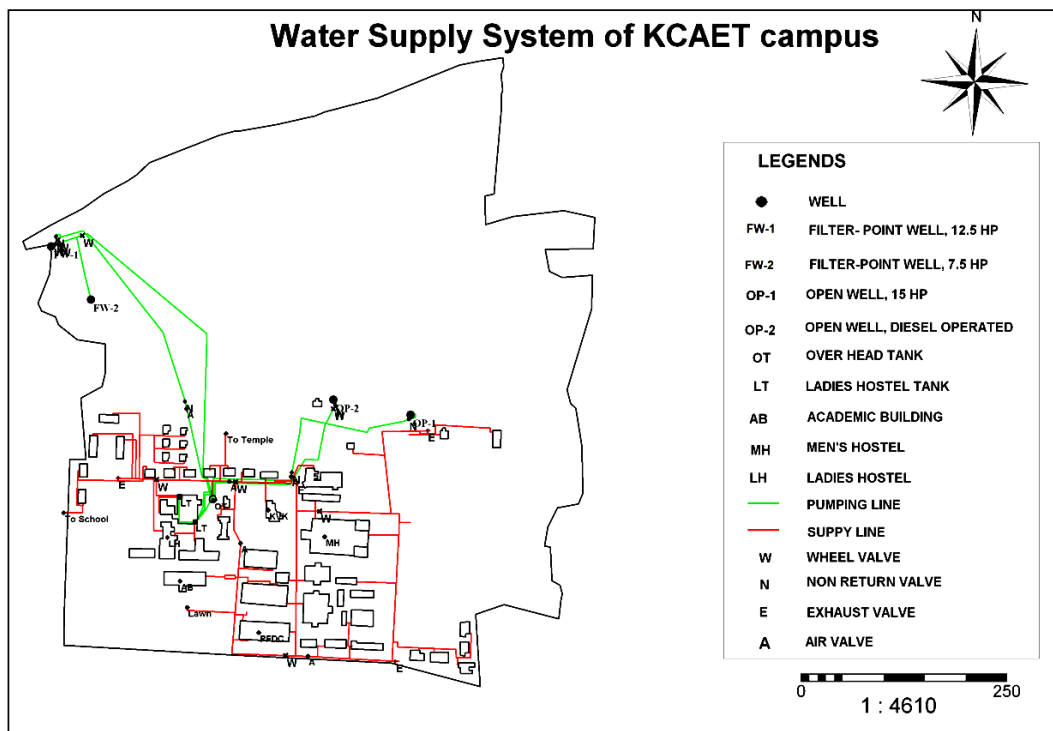 Water Supply System of KCAET campus
N
LEGENDS
WELL
FW-1 FILTER- POINT WELL, 12.5 HP
FW-2 FILTER-POINT WELL, 7.5 HP
OP-1 OPEN WELL, 15 HP
OP-2 OPEN WELL, DIESEL OPERATED
OT OVER HEAD TANK
LT LADIES HOSTEL TANK
AB ACADEMIC BUILDING
MH MEN'S HOSTEL
LH LADIES HOSTEL
PUMPING LINE
SUPPY LINE
W WHEEL VALVE
N NON RETURN VALVE
E EXHAUST VALVE
A AIR VALVE
0 250
1 : 4610
W
FW-1
FW-2
N
A
OP-2
W
OP-1
N
E
To Temple
E
W
A
W
N
E
LT
To School
LT
KVK
W
LH
A
MH
AB
Lawn
PFDC
W
A
E